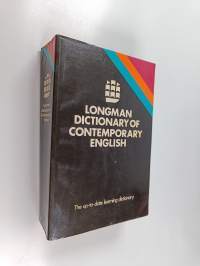 LONGMAN
DICTIONARY OF
CONTEMPORARY
ENGLISH
The up-to-date learning dictionary